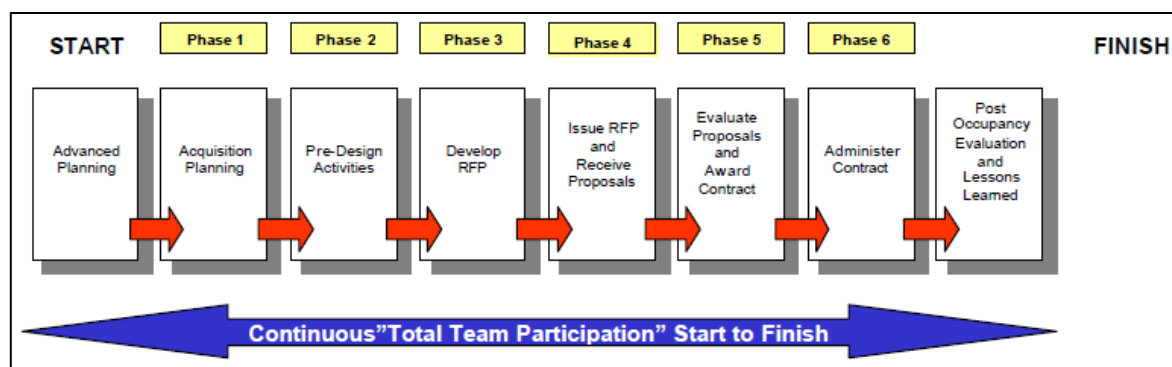 START
Phase 1
Phase 2
Phase 3
Phase 4
Phase 5
Phase 6
FINISH
Advanced
Planning
Acquisition
Planning
Pre-Design
Activities
Develop
RFP
Issue RFP
and
Receive
Proposals
Evaluate
Proposals
and
Award
Contract
Administer
Contract
Post
Occupancy
Evaluation
and
Lessons
Learned
Continuous”Total Team Participation” Start to Finish